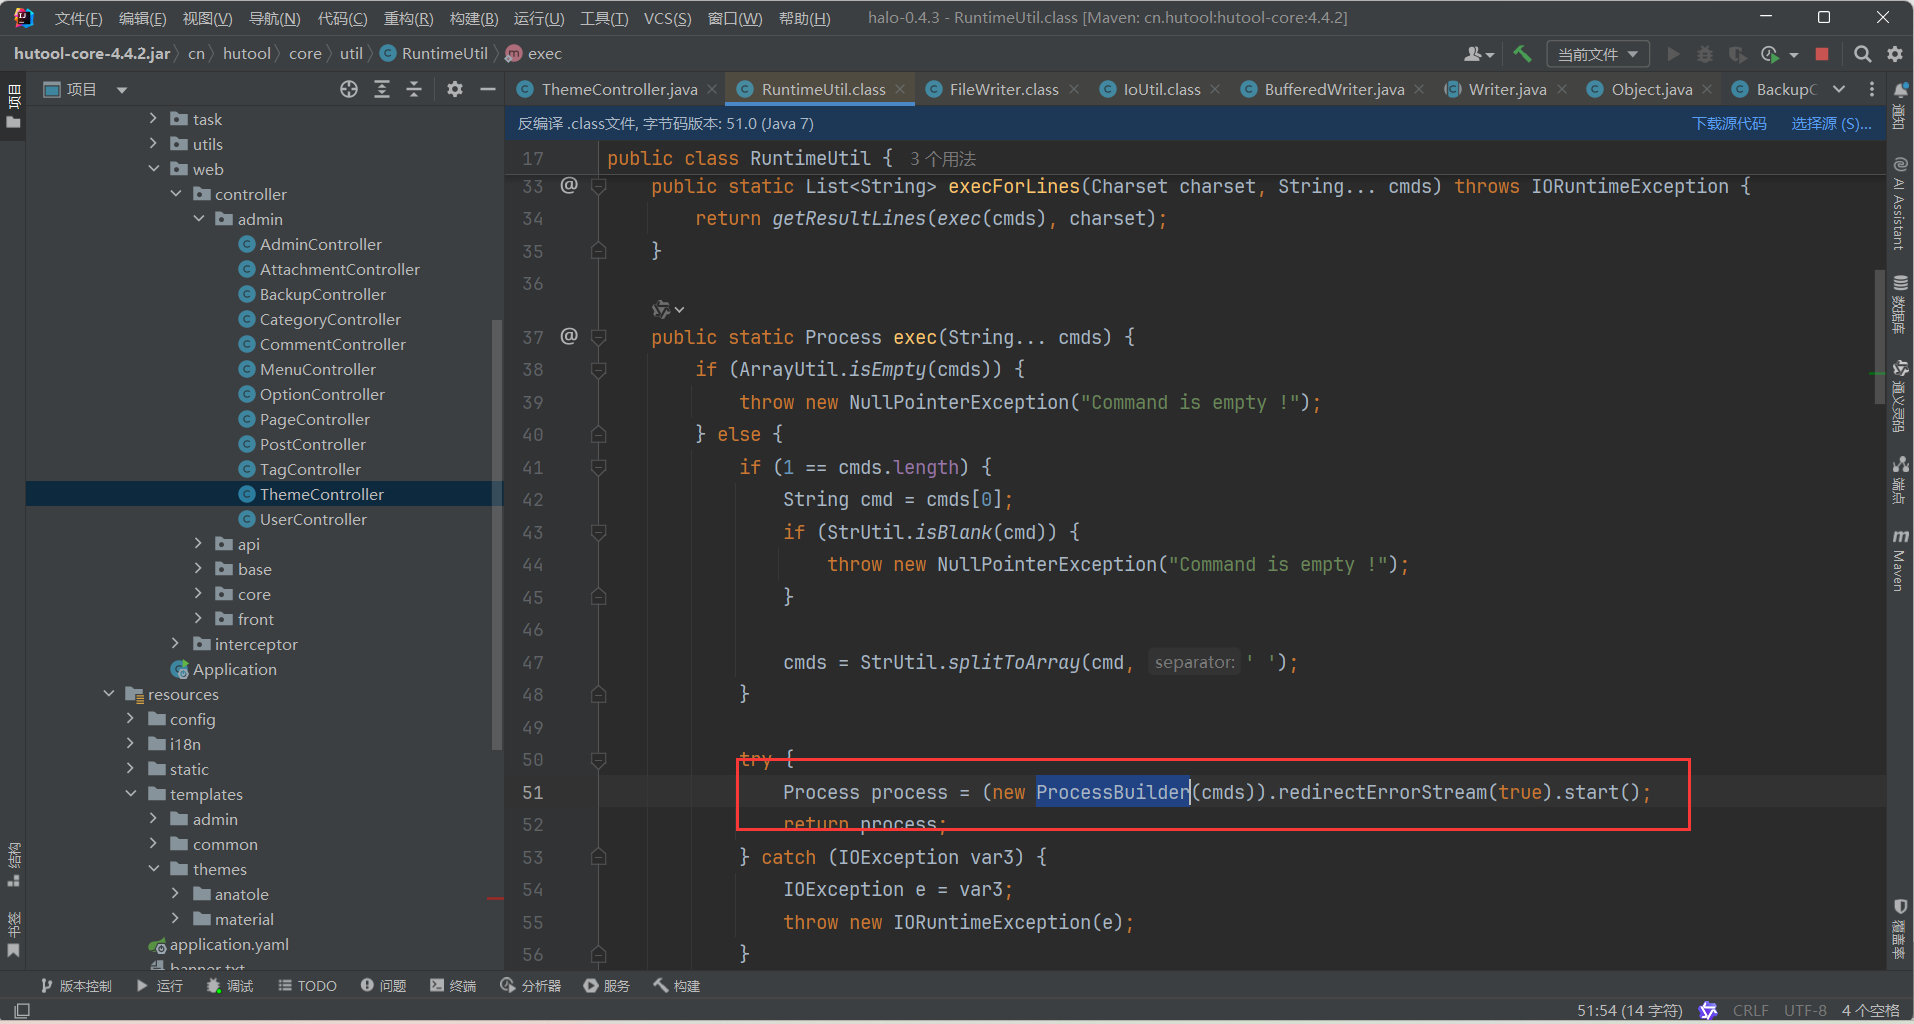 文件(F) 编辑(E) 视图(V) 导航(N) 代码(C) 重构(R) 构建(B) 运行(U) 工具(T) VCS(S) 窗口(W) 帮助(H) halo-0.4.3 - RuntimeUtil.class [Maven: cn.hutool:hutool-core:4.4.2]
hutool-core-4.4.2.jar cn hutool core util RuntimeUtil exec
当前文件
项目
项目
ThemeController.java RuntimeUtil.class FileWriter.class IoUtil.class BufferedWriter.java Writer.java Object.java BackupC
反编译 .class文件, 字节码版本: 51.0 (Java 7) 下载源代码 选择源 (S)...
task
utils
web
controller
admin
AdminController
AttachmentController
BackupController
CategoryController
CommentController
MenuController
OptionController
PageController
PostController
TagController
ThemeController
UserController
api
base
core
front
interceptor
Application
resources
config
i18n
static
templates
admin
common
themes
anatole
material
application.yaml
banner.txt
结构
书签
17 public class RuntimeUtil { 3 个用法
33 @ public static List<String> execForLines(Charset charset, String... cmds) throws IORuntimeException {
34 return getResultLines(exec(cmds), charset);
35 }
36
37 @ public static Process exec(String... cmds) {
38 if (ArrayUtil.isEmpty(cmds)) {
39 throw new NullPointerException("Command is empty !");
40 } else {
41 if (1 == cmds.length) {
42 String cmd = cmds[0];
43 if (StrUtil.isBlank(cmd)) {
44 throw new NullPointerException("Command is empty !");
45 }
46
47 cmds = StrUtil.splitToArray(cmd, separator: ' ');
48 }
49
50 try {
51 Process process = (new ProcessBuilder(cmds)).redirectErrorStream(true).start();
52 return process;
53 } catch (IOException var3) {
54 IOException e = var3;
55 throw new IORuntimeException(e);
56 }
通知
AI Assistant
数据库
通义灵码
端点
m Maven
覆盖率
版本控制 运行 调试 TODO 问题 终端 分析器 服务 构建
51:54 (14 字符) CRLF UTF-8 4 个空格